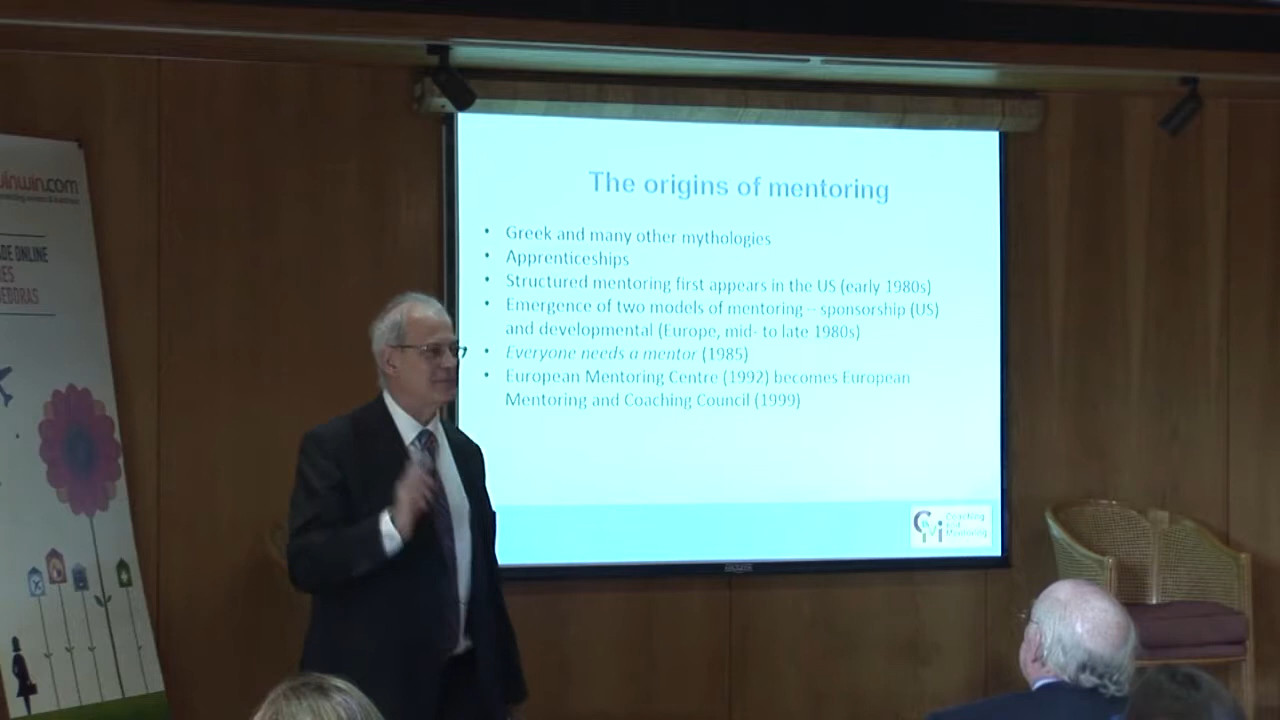 winwin.com
ADE ONLINE
The origins of mentoring
• Greek and many other mythologies
• Apprenticeships
• Structured mentoring first appears in the US (early 1980s)
• Emergence of two models of mentoring – sponsorship (US)
and developmental (Europe, mid- to late 1980s)
• Everyone needs a mentor (1985)
• European Mentoring Centre (1992) becomes European
Mentoring and Coaching Council (1999)
Coaching
and
Mentoring